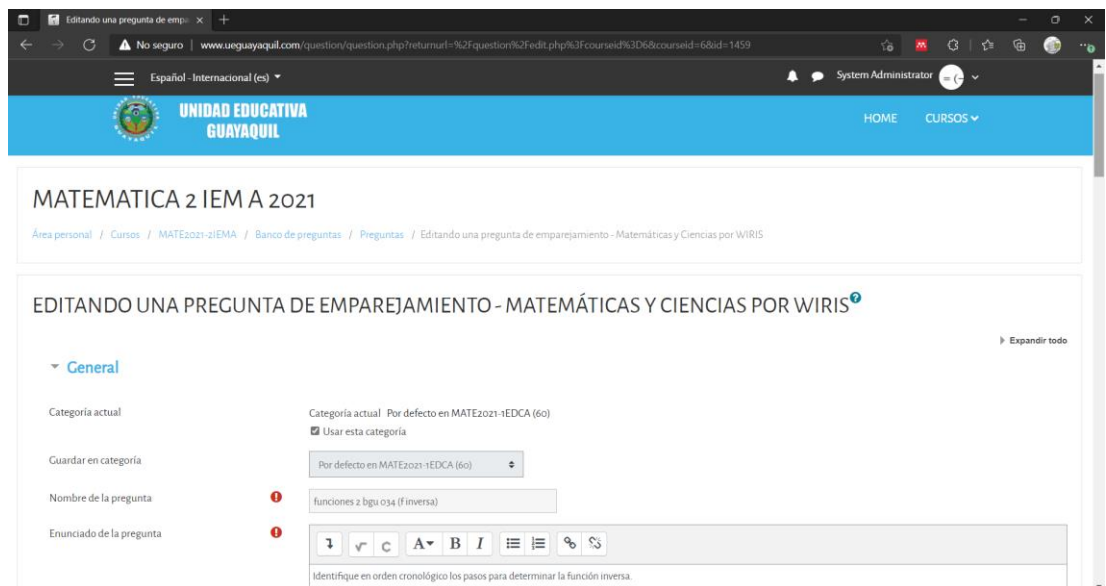 Editando una pregunta de empa
No seguro | www.ueguayaquil.com/question/question.php?returnurl=%2Fquestion%2Fedit.php%3Fcourseid%3D6&courseid=6&id=1459
Español - Internacional (es)
System Administrator
UNIDAD EDUCATIVA
GUAYAQUIL
HOME CURSOS
MATEMATICA 2 IEM A 2021
Área personal / Cursos / MATE2021-2IEMA / Banco de preguntas / Preguntas / Editando una pregunta de emparejamiento - Matemáticas y Ciencias por WIRIS
EDITANDO UNA PREGUNTA DE EMPAREJAMIENTO - MATEMÁTICAS Y CIENCIAS POR WIRIS
Expandir todo
General
Categoría actual Categoría actual Por defecto en MATE2021-1EDCA (60)
Usar esta categoría
Guardar en categoría Por defecto en MATE2021-1EDCA (60)
Nombre de la pregunta funciones 2 bgu 034 (f inversa)
Enunciado de la pregunta
A B I
Identifique en orden cronológico los pasos para determinar la función inversa.